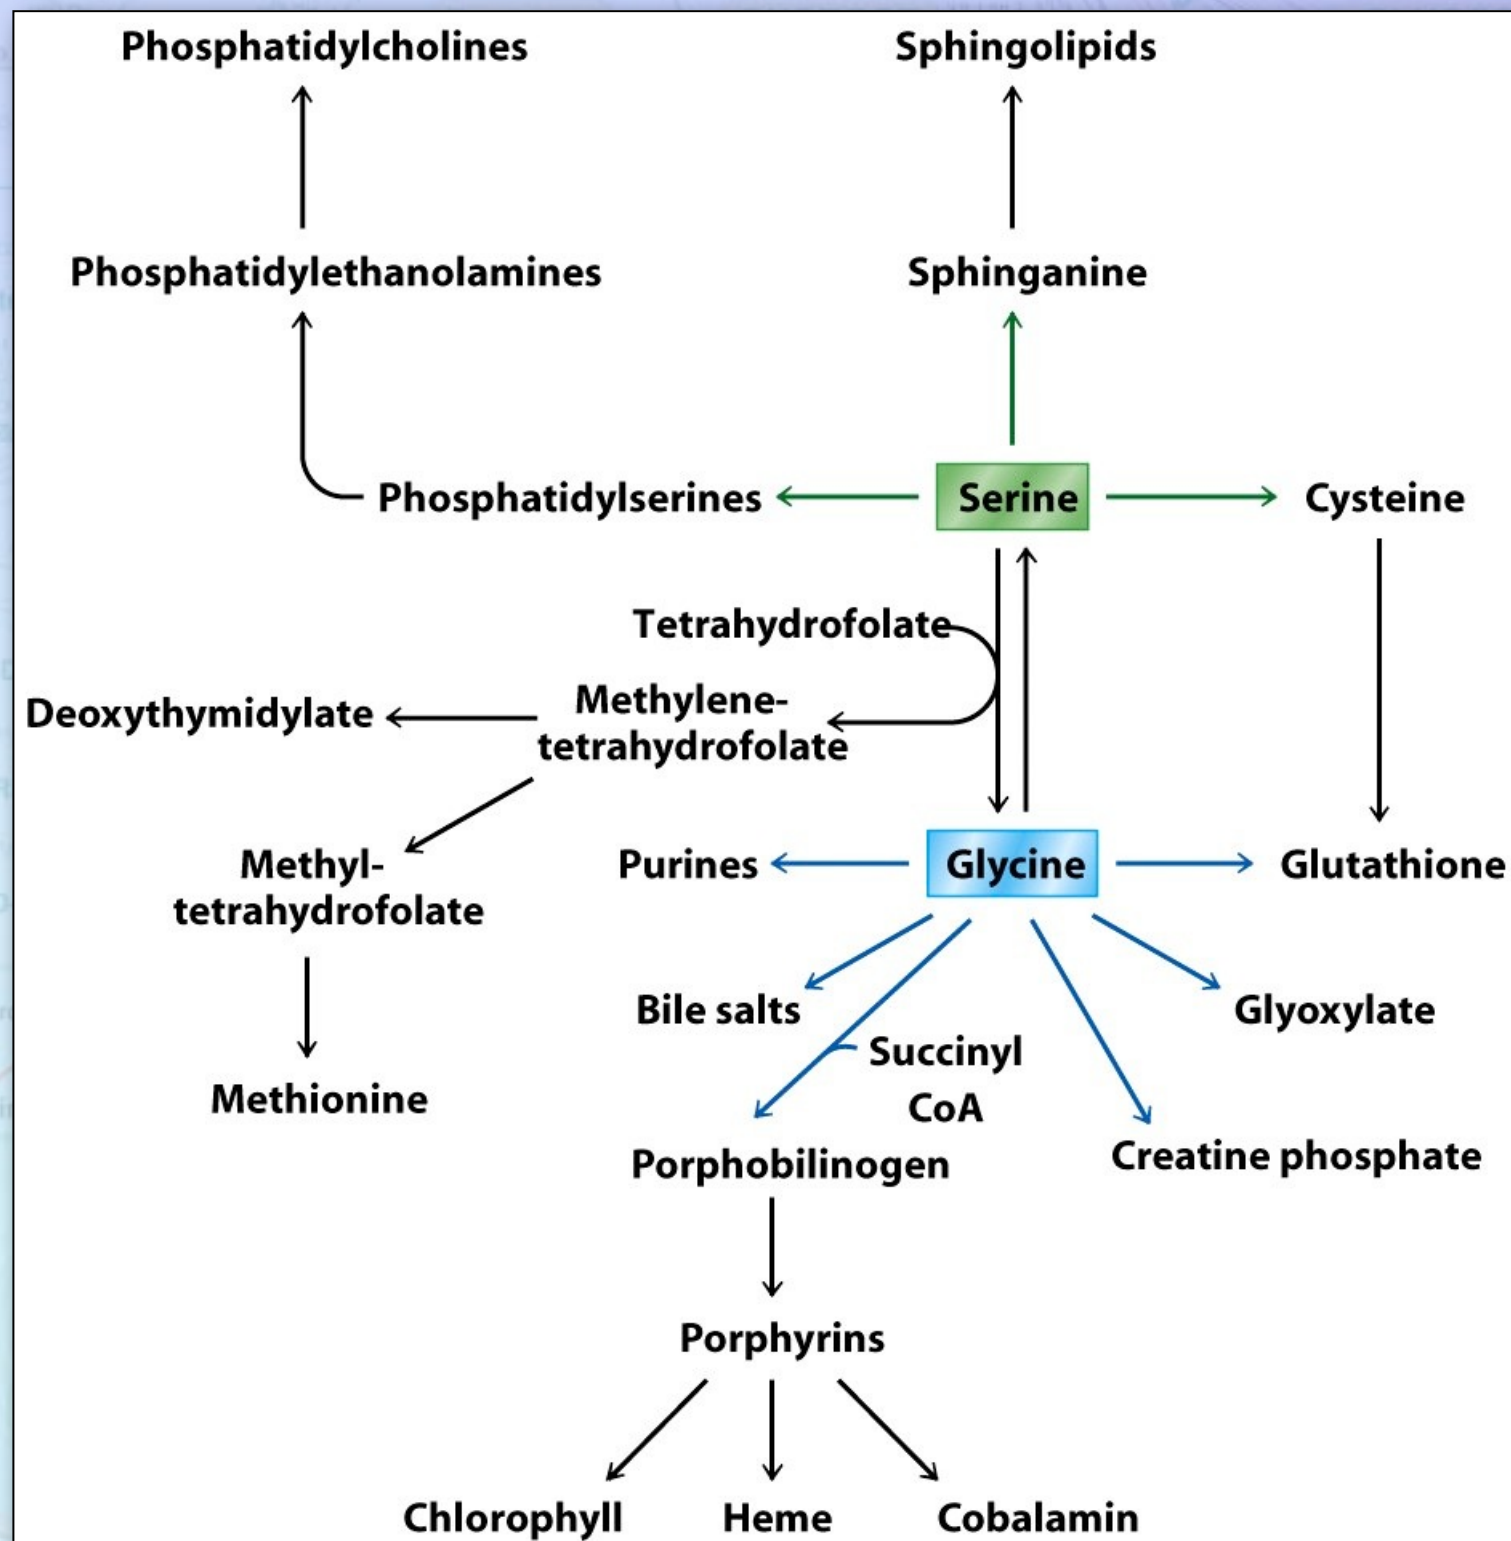 Phosphatidylcholines
Sphingolipids
Phosphatidylethanolamines
Sphinganine
Phosphatidylserines
Serine
Cysteine
Tetrahydrofolate
Deoxythymidylate
Methylene-
tetrahydrofolate
Methyl-
tetrahydrofolate
Purines
Glycine
Glutathione
Bile salts
Glyoxylate
Succinyl
CoA
Methionine
Porphobilinogen
Creatine phosphate
Porphyrins
Chlorophyll
Heme
Cobalamin